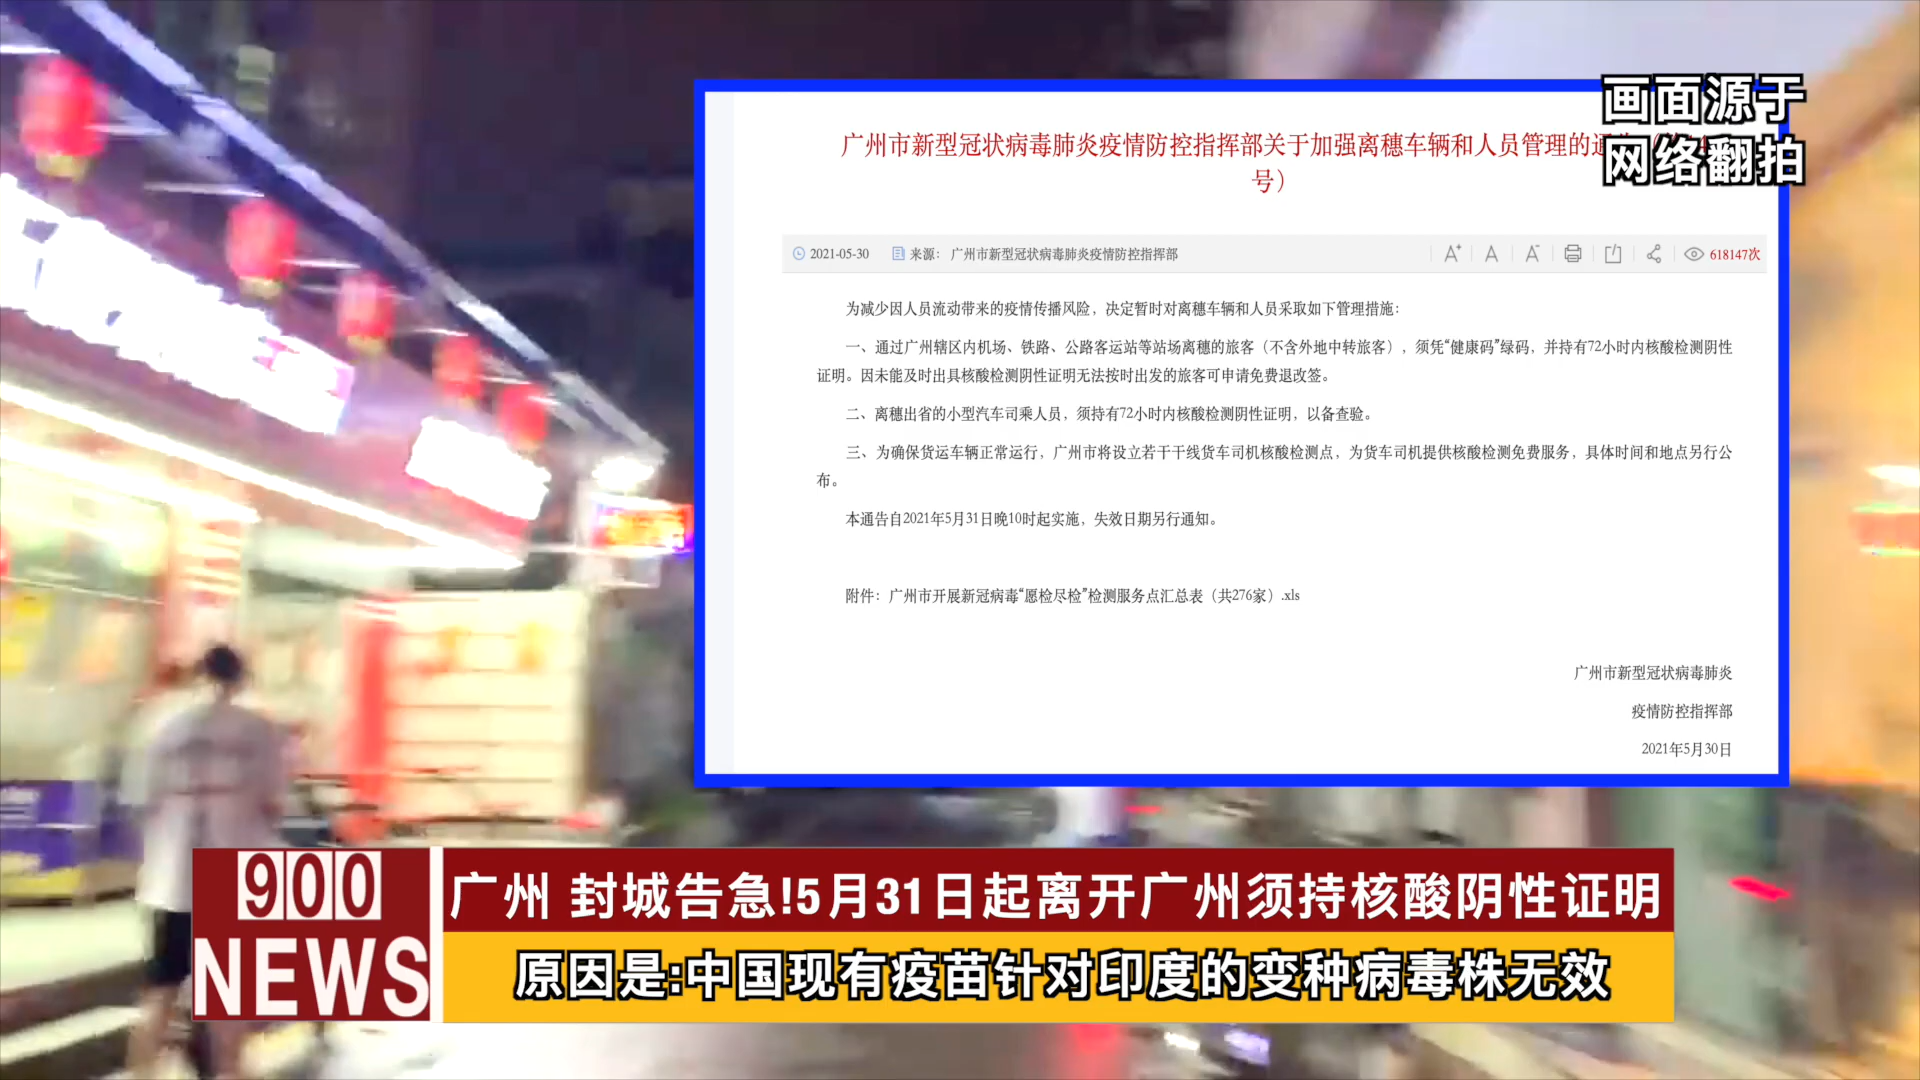 画面源于
网络翻拍
广州市新型冠状病毒肺炎疫情防控指挥部关于加强离穗车辆和人员管理的通
号）
2021-05-30 来源： 广州市新型冠状病毒肺炎疫情防控指挥部 A+ A A- 618147次
为减少因人员流动带来的疫情传播风险，决定暂时对离穗车辆和人员采取如下管理措施：
一、通过广州辖区内机场、铁路、公路客运站等站场离穗的旅客（不含外地中转旅客），须凭“健康码”绿码，并持有72小时内核酸检测阴性
证明。因未能及时出具核酸检测阴性证明无法按时出发的旅客可申请免费退改签。
二、离穗出省的小型汽车司乘人员，须持有72小时内核酸检测阴性证明，以备查验。
三、为确保货运车辆正常运行，广州市将设立若干干线货车司机核酸检测点，为货车司机提供核酸检测免费服务，具体时间和地点另行公
布。
本通告自2021年5月31日晚10时起实施，失效日期另行通知。
附件：广州市开展新冠病毒“愿检尽检”检测服务点汇总表（共276家）.xls
广州市新型冠状病毒肺炎
疫情防控指挥部
2021年5月30日
900
NEWS
广州 封城告急!5月31日起离开广州须持核酸阴性证明
原因是:中国现有疫苗针对印度的变种病毒株无效